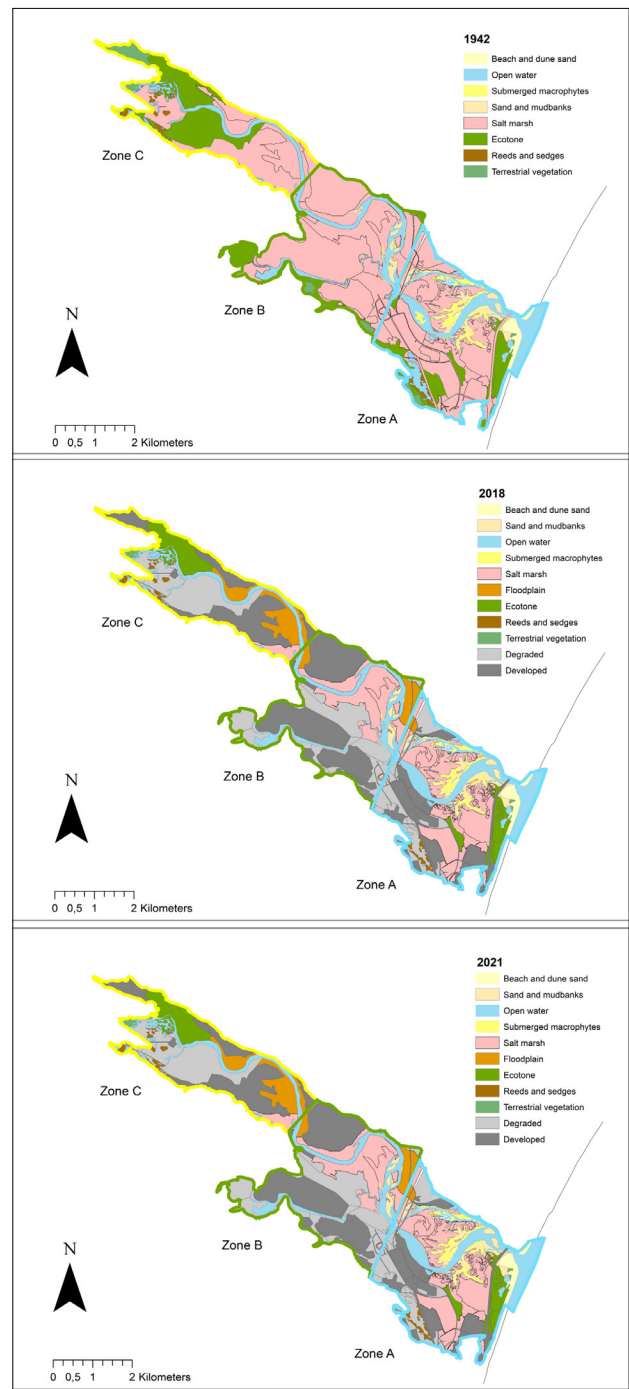 1942
Beach and dune sand
Open water
Submerged macrophytes
Sand and mudbanks
Salt marsh
Ecotone
Reeds and sedges
Terrestrial vegetation
Zone C
Zone B
N
Zone A
0 0,5 1 2 Kilometers
2018
Beach and dune sand
Sand and mudbanks
Open water
Submerged macrophytes
Salt marsh
Floodplain
Ecotone
Reeds and sedges
Terrestrial vegetation
Degraded
Developed
Zone C
Zone B
N
Zone A
0 0,5 1 2 Kilometers
2021
Beach and dune sand
Sand and mudbanks
Open water
Submerged macrophytes
Salt marsh
Floodplain
Ecotone
Reeds and sedges
Terrestrial vegetation
Degraded
Developed
Zone C
Zone B
N
Zone A
0 0,5 1 2 Kilometers